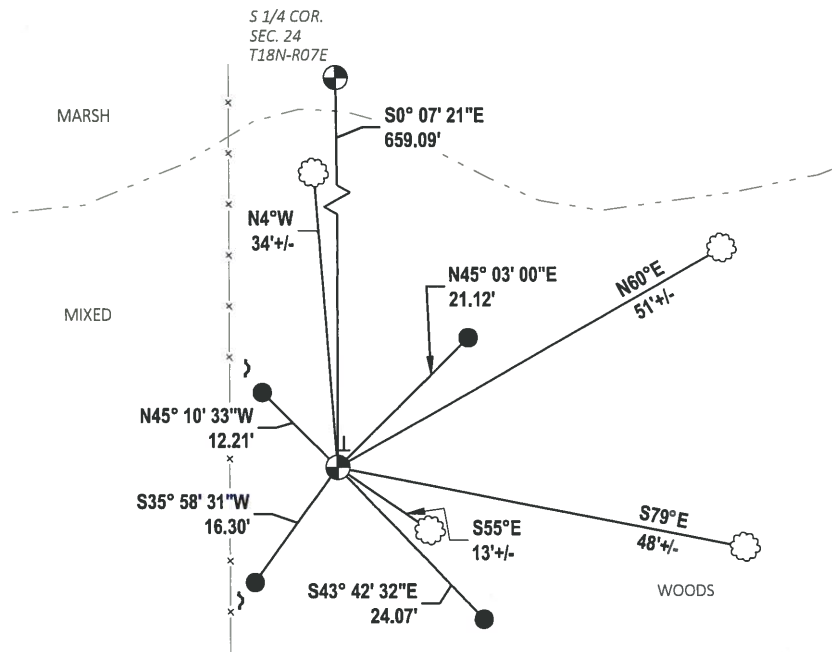 S 1/4 COR.
SEC. 24
T18N-R07E
MARSH
S0° 07' 21"E
659.09'
N4°W
34'+/-
N45° 03' 00"E
21.12'
N60°E
51'+/-
MIXED
N45° 10' 33"W
12.21'
S35° 58' 31"W
16.30'
S55°E
13'+/-
S79°E
48'+/-
S43° 42' 32"E
24.07'
WOODS